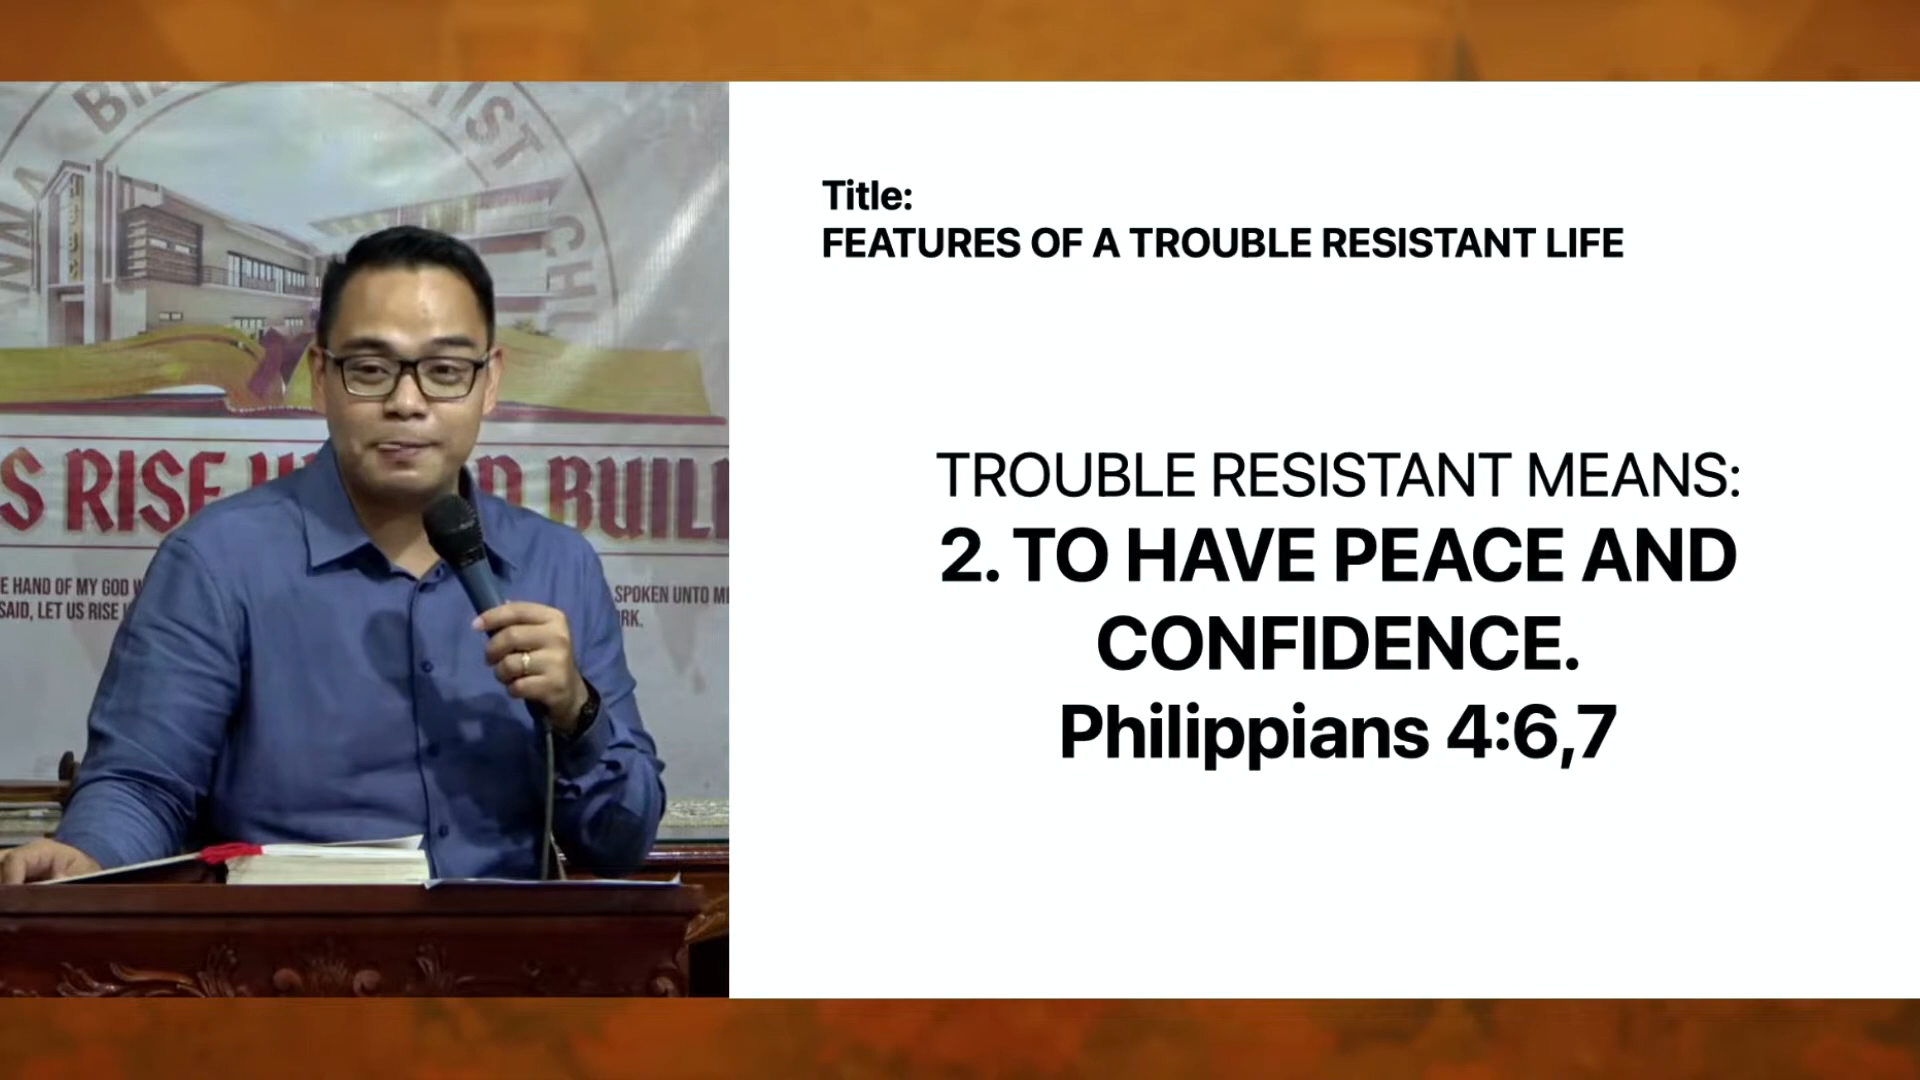 Title:
FEATURES OF A TROUBLE RESISTANT LIFE
TROUBLE RESISTANT MEANS:
2. TO HAVE PEACE AND
CONFIDENCE.
Philippians 4:6,7
S RISE
BUIL
E HAND OF MY GOD
SPOKEN UNTO
SAID, LET US RISE